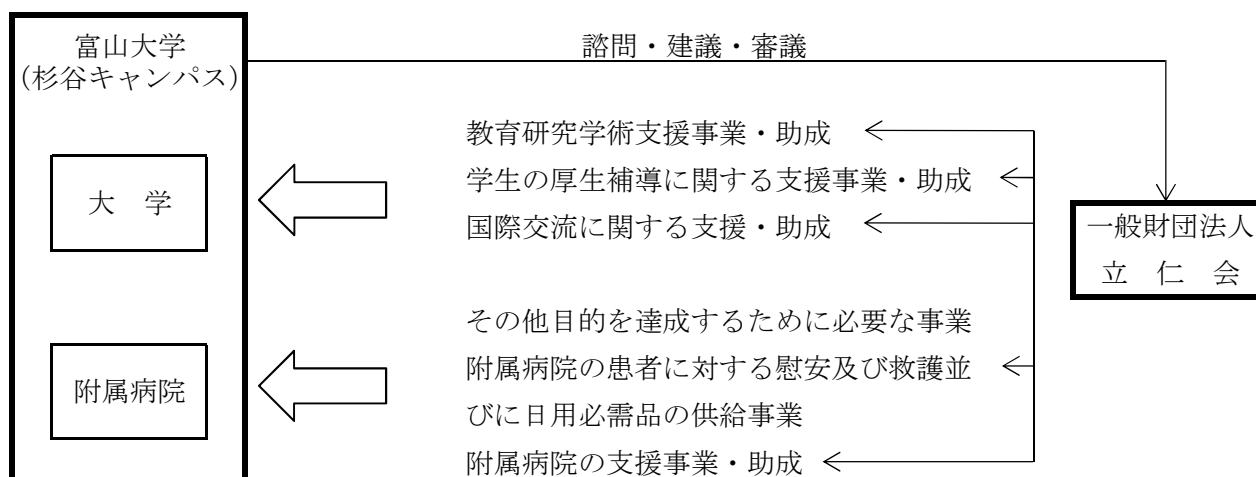 富山大学
(杉谷キャンパス)
諮問・建議・審議
大　学
教育研究学術支援事業・助成
学生の厚生補導に関する支援事業・助成
国際交流に関する支援・助成
一般財団法人
立　仁　会
附属病院
その他目的を達成するために必要な事業
附属病院の患者に対する慰安及び救護並
びに日用必需品の供給事業
附属病院の支援事業・助成